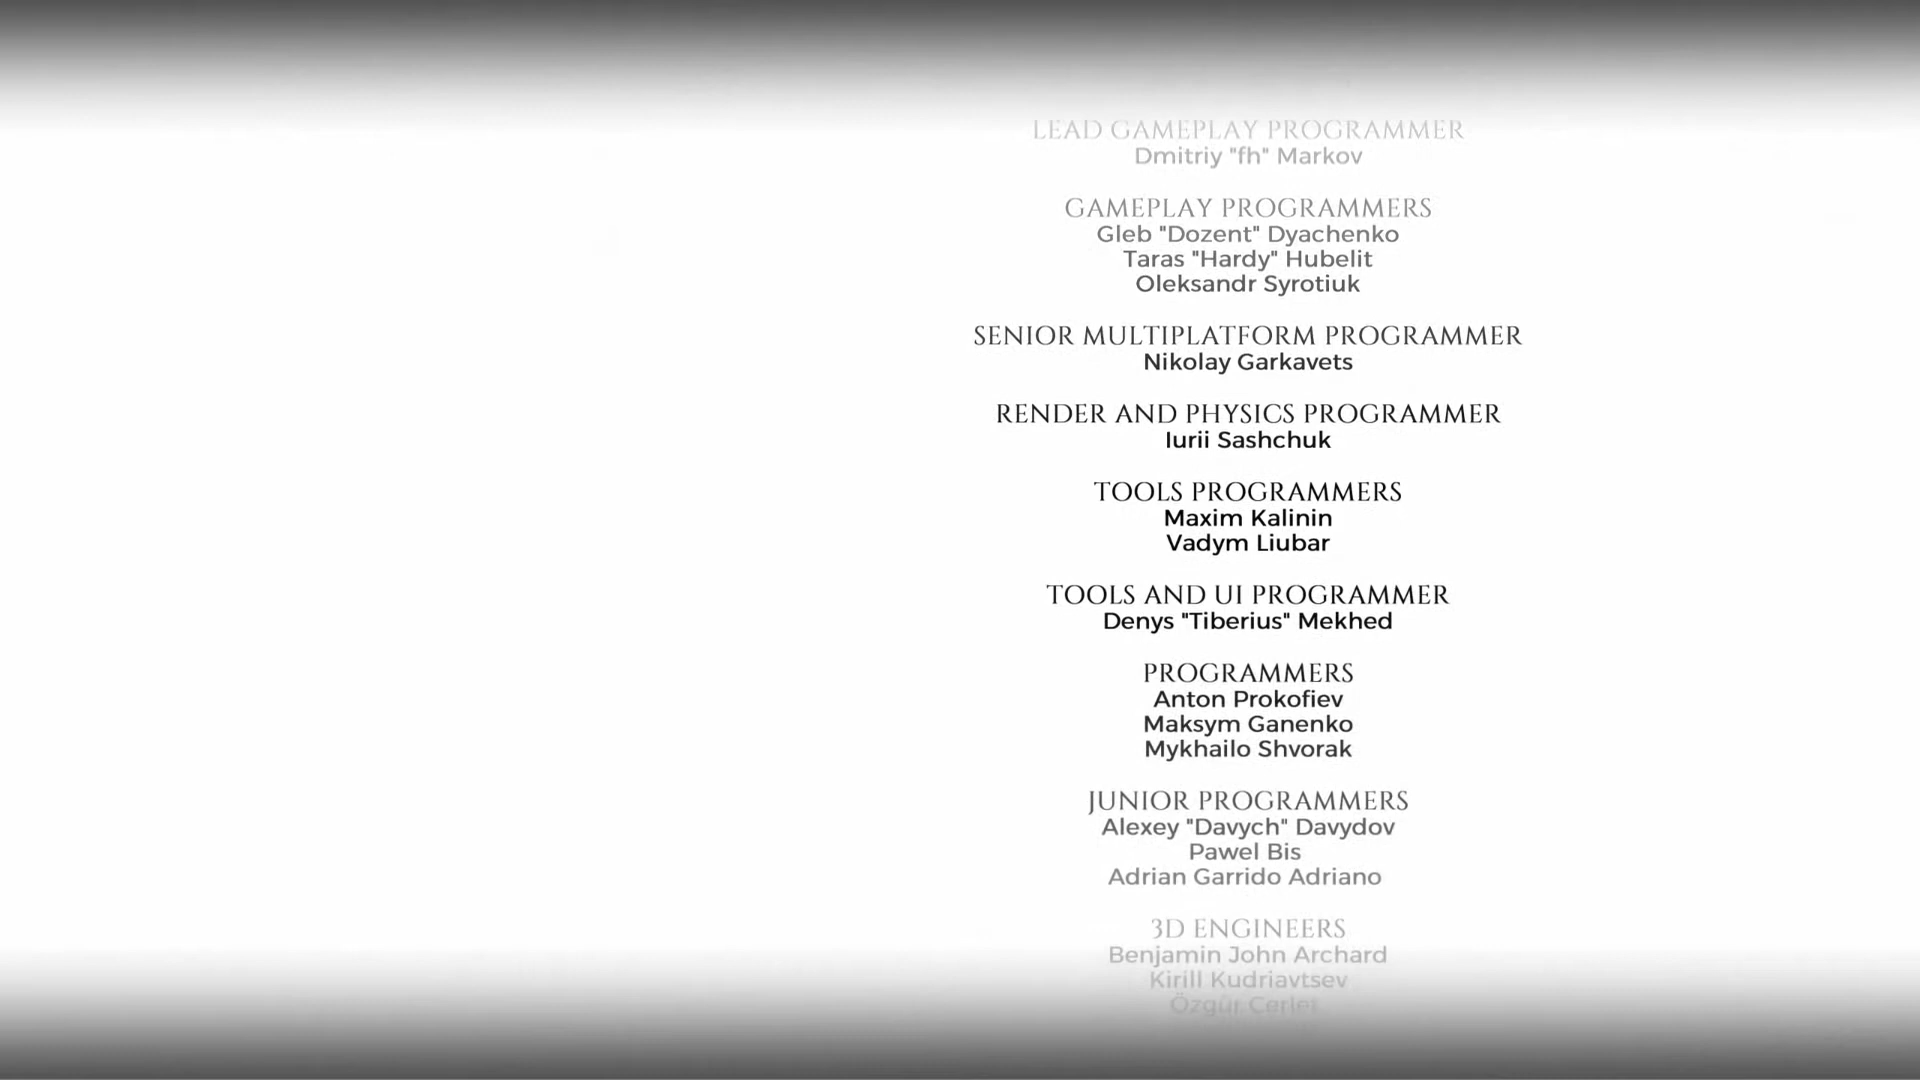 LEAD GAMEPLAY PROGRAMMER
Dmitriy "fh" Markov
GAMEPLAY PROGRAMMERS
Gleb "Dozent" Dyachenko
Taras "Hardy" Hubelit
Oleksandr Syrotiuk
SENIOR MULTIPLATFORM PROGRAMMER
Nikolay Garkavets
RENDER AND PHYSICS PROGRAMMER
Iurii Sashchuk
TOOLS PROGRAMMERS
Maxim Kalinin
Vadym Liubar
TOOLS AND UI PROGRAMMER
Denys "Tiberius" Mekhed
PROGRAMMERS
Anton Prokofiev
Maksym Ganenko
Mykhailo Shvorak
JUNIOR PROGRAMMERS
Alexey "Davych" Davydov
Pawel Bis
Adrian Garrido Adriano
3D ENGINEERS
Benjamin John Archard
Kirill Kudriavtsev
Özgür Cerlet